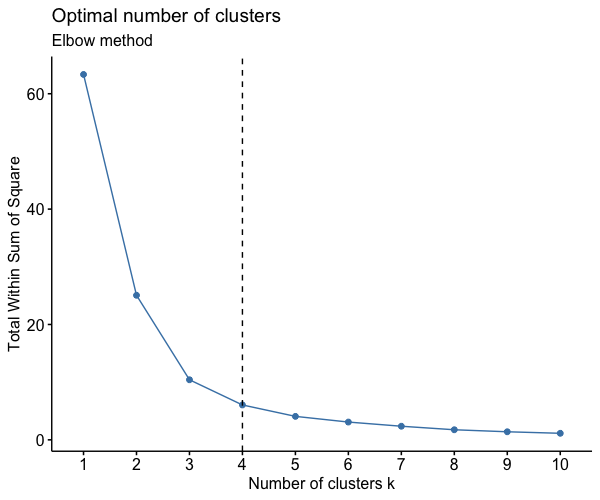 Optimal number of clusters
Elbow method
Total Within Sum of Square
60
40
20
0
1 2 3 4 5 6 7 8 9 10
Number of clusters k